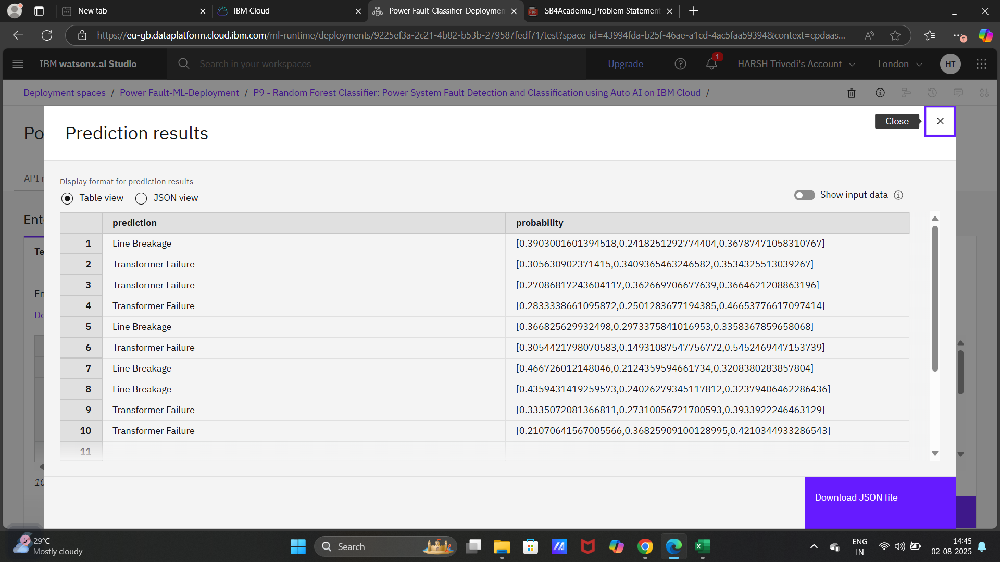 New tab
IBM Cloud
Power Fault-Classifier-Deploymen
SB4Academia_Problem Statement
https://eu-gb.dataplatform.cloud.ibm.com/ml-runtime/deployments/9225ef3a-2c21-4b82-b53b-279587fedf71/test?space_id=43994fda-b25f-46ae-a1cd-4ac5faa59394&context=cpdaas...
IBM watsonx.ai Studio
Search in your workspaces
Upgrade
1
HARSH Trivedi's Account
London
HT
Deployment spaces / Power Fault-ML-Deployment / P9 - Random Forest Classifier: Power System Fault Detection and Classification using Auto AI on IBM Cloud /
Po
Prediction results
Close
API r
Display format for prediction results
Table view
JSON view
Show input data
Ent
prediction probability
1 Line Breakage [0.3903001601394518,0.2418251292774404,0.36787471058310767]
Te
2 Transformer Failure [0.305630902371415,0.3409365463246582,0.3534325513039267]
3 Transformer Failure [0.27086817243604117,0.362669706677639,0.3664621208863196]
En
4 Transformer Failure [0.2833338661095872,0.2501283677194385,0.46653776617097414]
Do
5 Line Breakage [0.366825629932498,0.2973375841016953,0.3358367859658068]
6 Transformer Failure [0.3054421798070583,0.14931087547756772,0.5452469447153739]
7 Line Breakage [0.466726012148046,0.2124359594661734,0.3208380283857804]
8 Line Breakage [0.4359431419259573,0.24026279345117812,0.32379406462286436]
9 Transformer Failure [0.3335072081366811,0.27310056721700593,0.3933922246463129]
10 Transformer Failure [0.21070641567005566,0.36825909100128995,0.4210344933286543]
11
10
Download JSON file
5
29°C
Mostly cloudy
Search
ENG
IN
14:45
02-08-2025